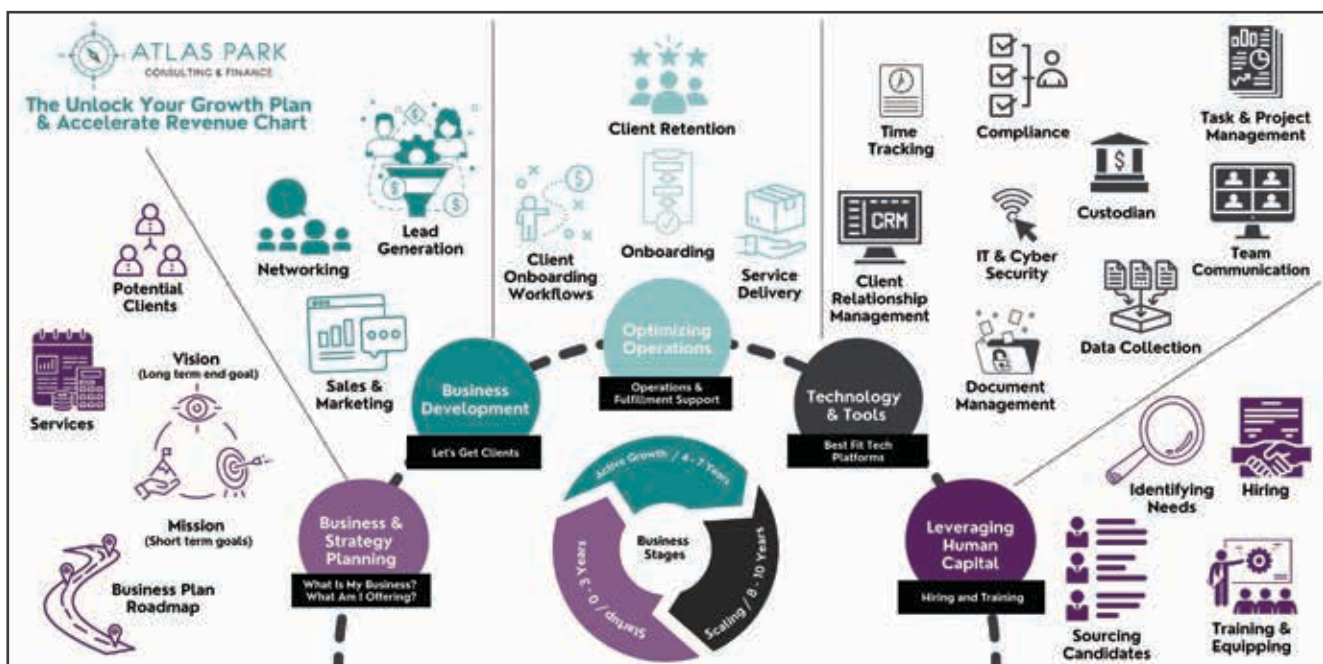 ATLAS PARK
CONSULTING & FINANCE
The Unlock Your Growth Plan
& Accelerate Revenue Chart
Potential
Clients
Services
Vision
(Long term end goal)
Mission
(Short term goals)
Business Plan
Roadmap
Business &
Strategy
Planning
What Is My Business?
What Am I Offering?
Networking
Lead
Generation
Sales &
Marketing
Business
Development
Let's Get Clients
Client Retention
Client
Onboarding
Workflows
Onboarding
Service
Delivery
Optimizing
Operations
Operations &
Fulfillment Support
Time
Tracking
Compliance
Task & Project
Management
Custodian
CRM
Client
Relationship
Management
IT & Cyber
Security
Team
Communication
Data Collection
Document
Management
Technology
& Tools
Best Fit Tech
Platforms
Identifying
Needs
Hiring
Sourcing
Candidates
Training &
Equipping
Leveraging
Human
Capital
Hiring and Training
Business
Stages
Startup / 0 - 3 Years
Active Growth / 4 - 7 Years
Scaling / 8 - 10 Years